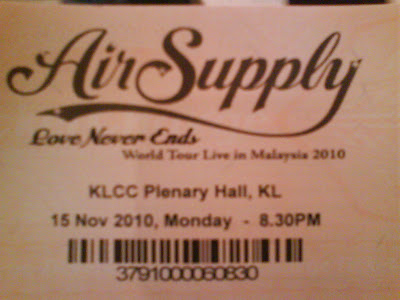 Air Supply
Love Never Ends
World Tour Live in Malaysia 2010
KLCC Plenary Hall, KL
15 Nov 2010, Monday - 8.30PM
3791000060830